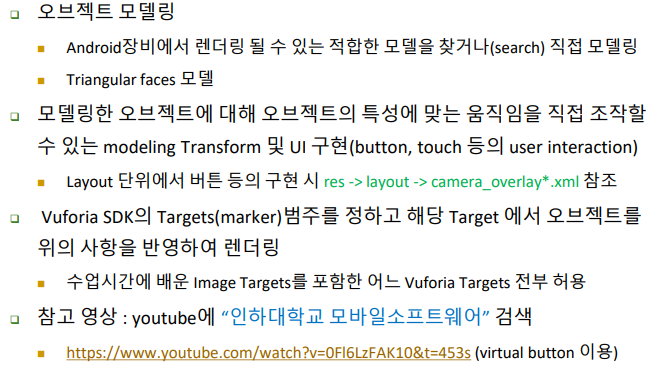 오브젝트 모델링
Android장비에서 렌더링 될 수 있는 적합한 모델을 찾거나(search) 직접 모델링
Triangular faces 모델
모델링한 오브젝트에 대해 오브젝트의 특성에 맞는 움직임을 직접 조작할
수 있는 modeling Transform 및 UI 구현(button, touch 등의 user interaction)
Layout 단위에서 버튼 등의 구현 시 res -> layout -> camera_overlay*.xml 참조
Vuforia SDK의 Targets(marker)범주를 정하고 해당 Target 에서 오브젝트를
위의 사항을 반영하여 렌더링
수업시간에 배운 Image Targets를 포함한 어느 Vuforia Targets 전부 허용
참고 영상 : youtube에 “인하대학교 모바일소프트웨어” 검색
https://www.youtube.com/watch?v=0Fl6LzFAK10&t=453s (virtual button 이용)